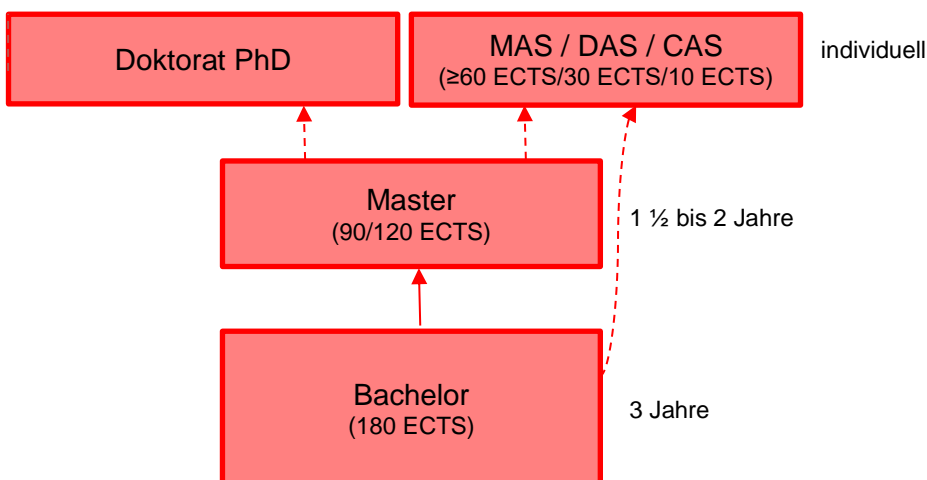 Doktorat PhD
MAS / DAS / CAS
(≥60 ECTS/30 ECTS/10 ECTS)
individuell
Master
(90/120 ECTS)
1 ½ bis 2 Jahre
Bachelor
(180 ECTS)
3 Jahre